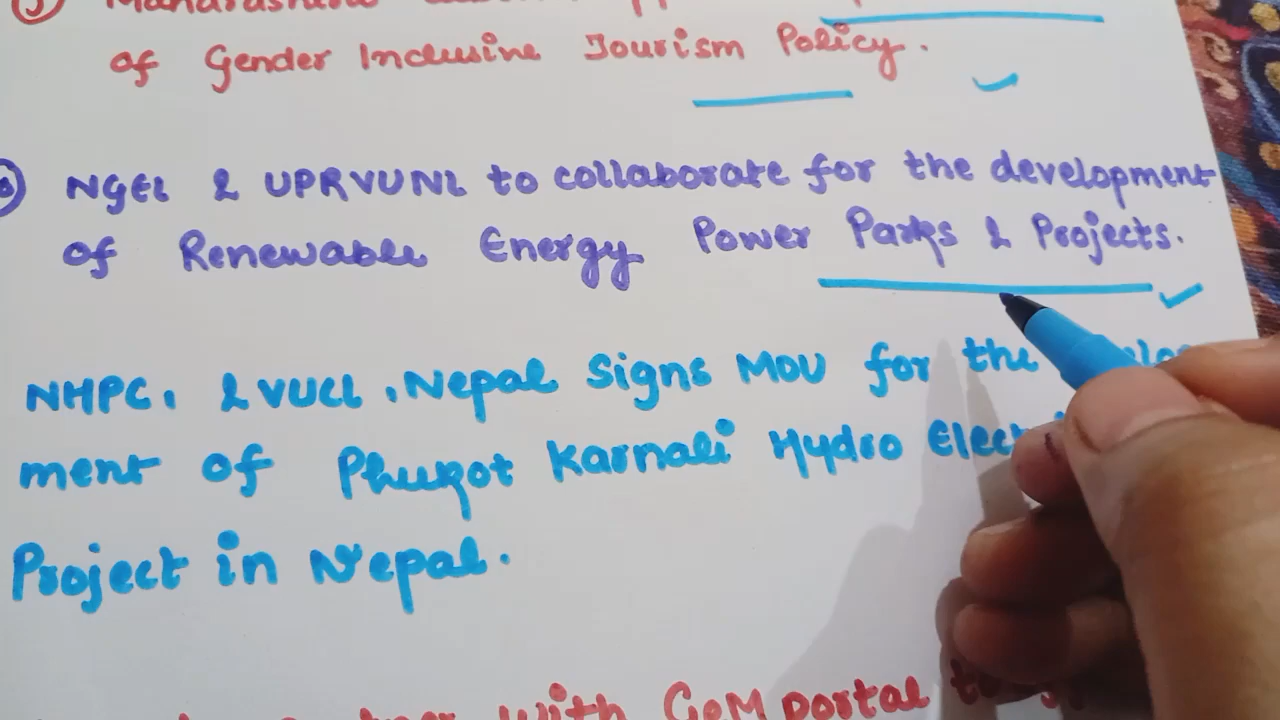 of Gender Inclusive Tourism Policy.
NGEL & UPRVUNL to collaborate for the development
of Renewable Energy Power Parks & Projects.
NHPC, & VUCL, Nepal Signs MOU for the
ment of Phukot Karnali Hydro
Project in Nepal.
with GeM portal